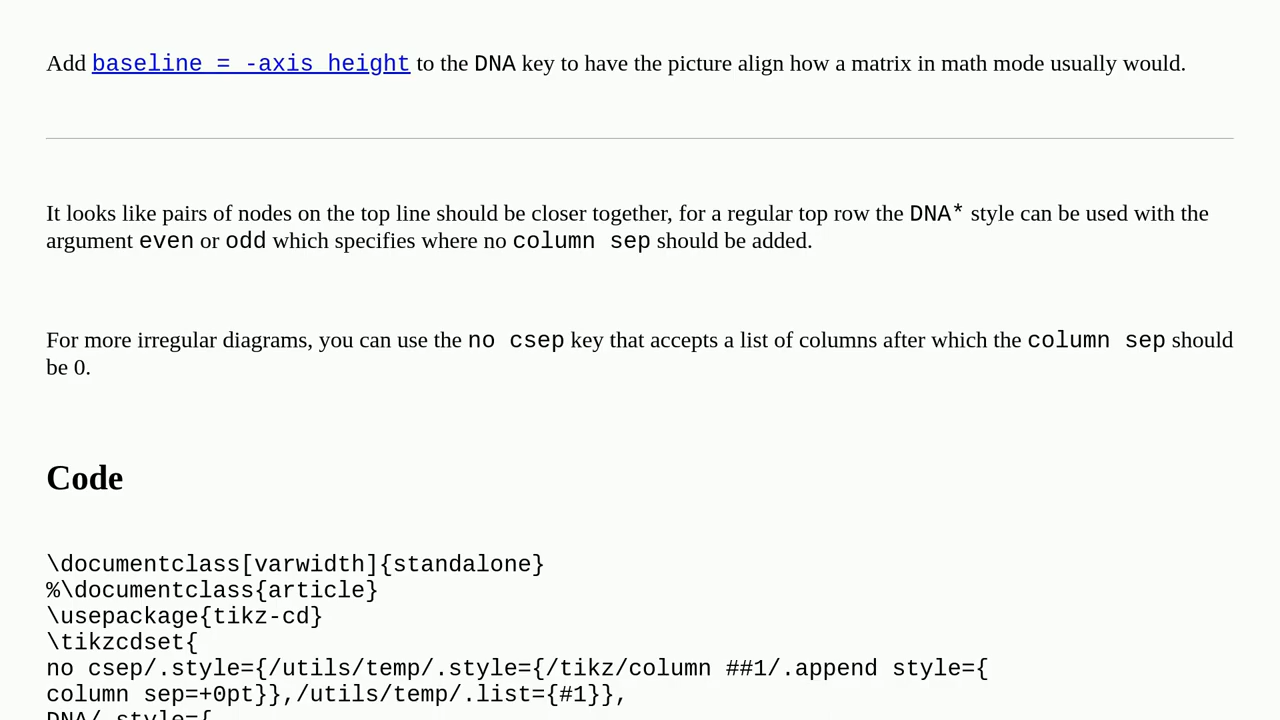 Add baseline = -axis_height to the DNA key to have the picture align how a matrix in math mode usually would.
It looks like pairs of nodes on the top line should be closer together, for a regular top row the DNA* style can be used with the
argument even or odd which specifies where no column sep should be added.
For more irregular diagrams, you can use the no csep key that accepts a list of columns after which the column sep should
be 0.
Code
\documentclass[varwidth]{standalone}
%\documentclass{article}
\usepackage{tikz-cd}
\tikzcdset{
no csep/.style={/utils/temp/.style={/tikz/column ##1/.append style={
column sep=+0pt}},/utils/temp/.list={#1}},
DNA/.style={